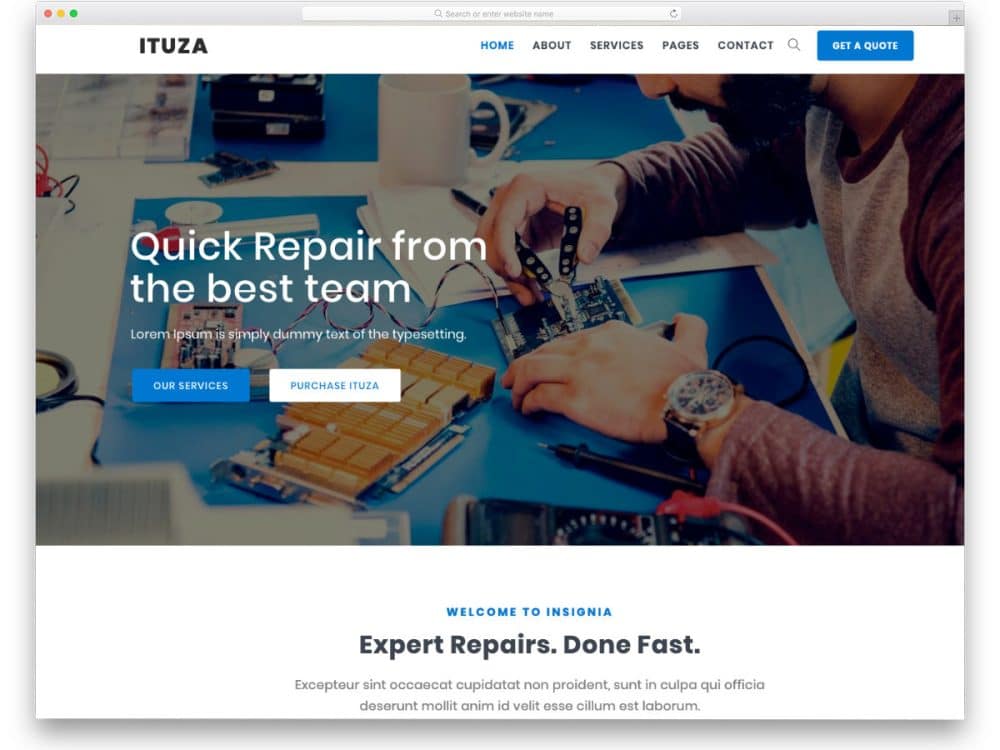 Search or enter website name
ITUZA
HOME ABOUT SERVICES PAGES CONTACT GET A QUOTE
Quick Repair from
the best team
Lorem Ipsum is simply dummy text of the typesetting.
OUR SERVICES PURCHASE ITUZA
WELCOME TO INSIGNIA
Expert Repairs. Done Fast.
Excepteur sint occaecat cupidatat non proident, sunt in culpa qui officia
deserunt mollit anim id velit esse cillum est laborum.